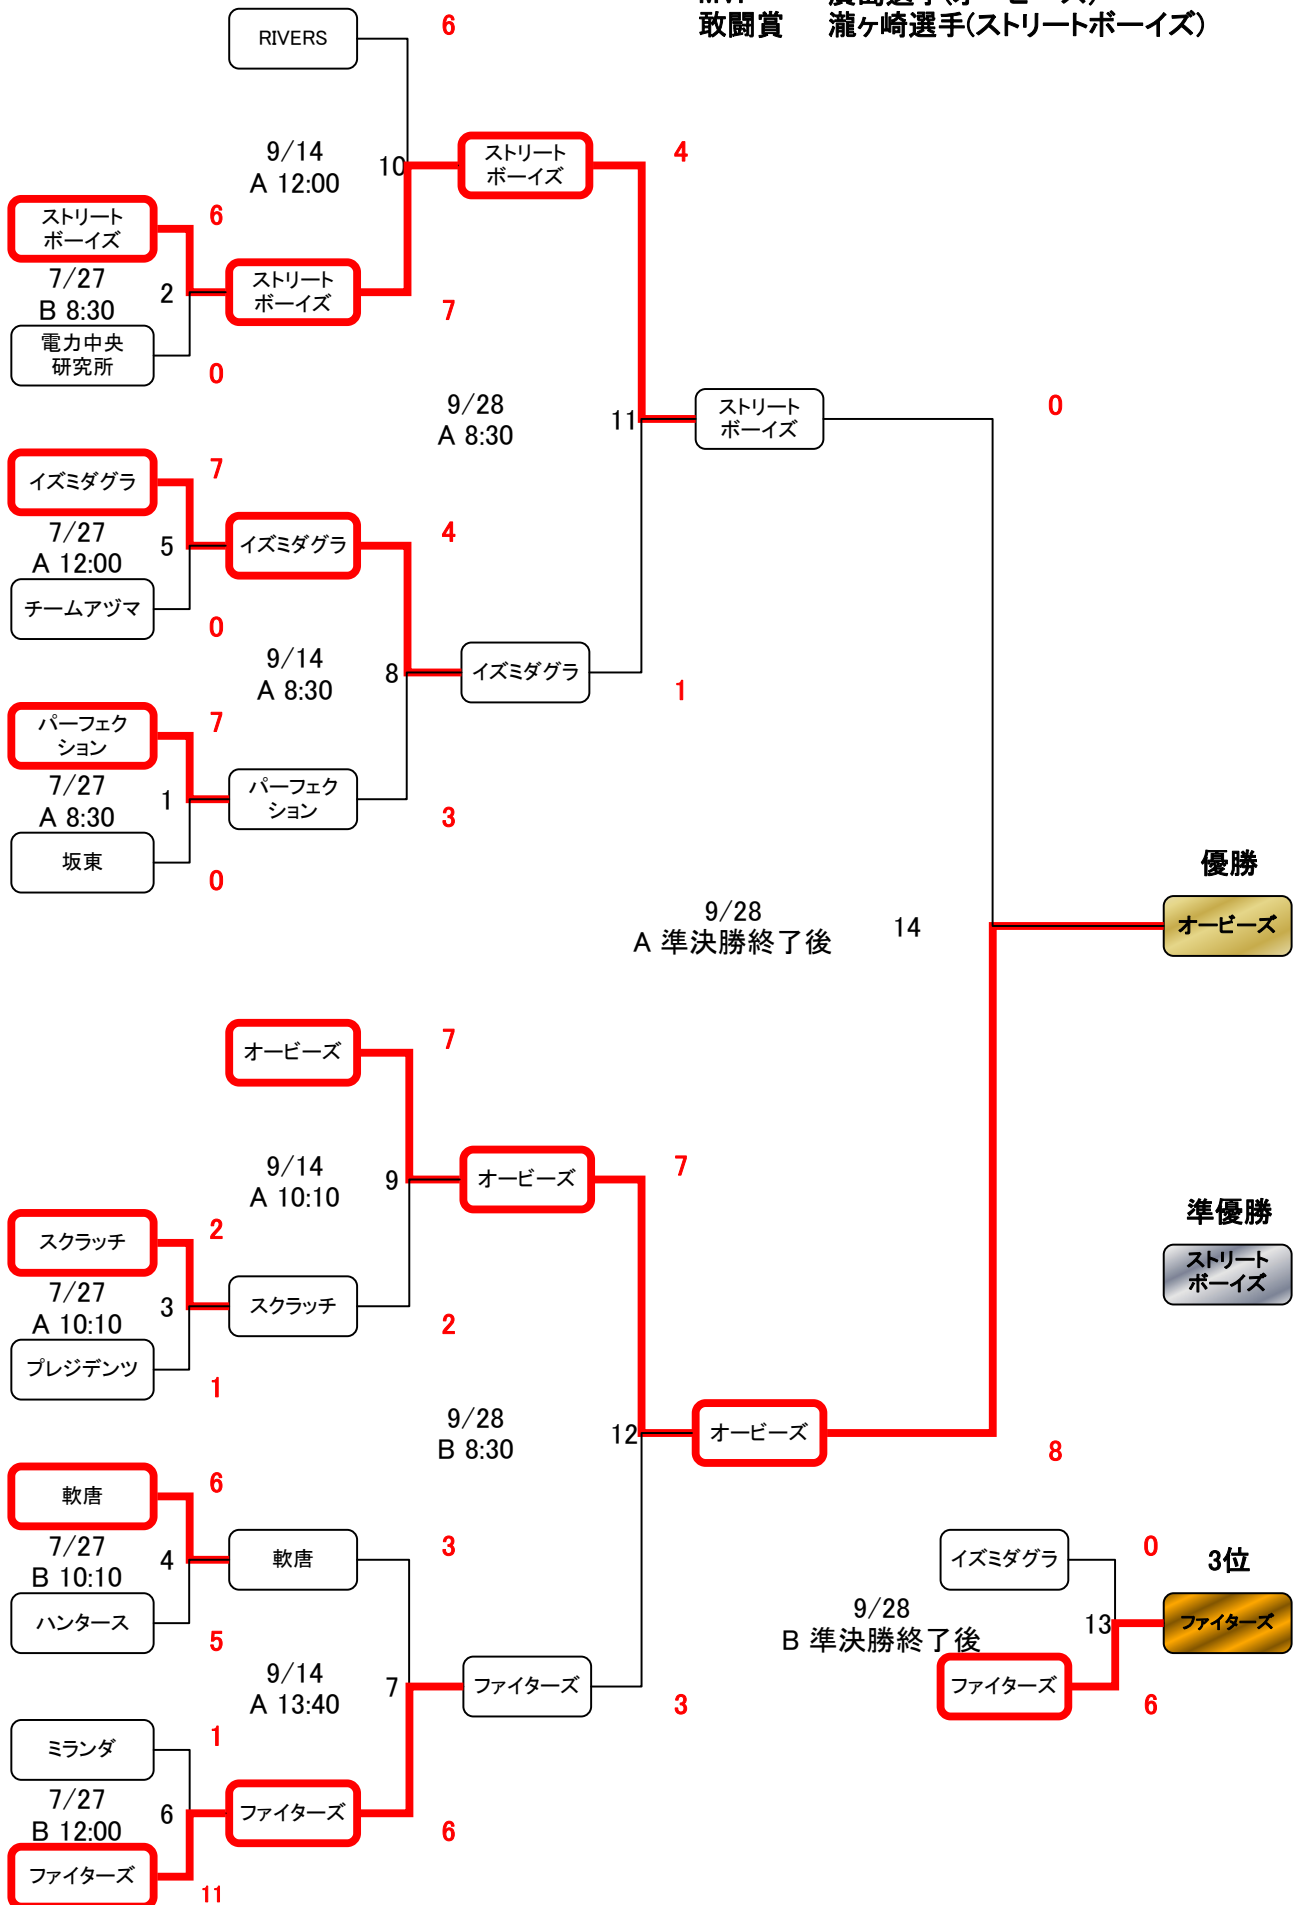 敢闘賞 瀧ヶ崎選手(ストリートボーイズ)
RIVERS
6
9/14
A 12:00
10
ストリート
ボーイズ
4
ストリート
ボーイズ
6
7/27
B 8:30
2
ストリート
ボーイズ
7
電力中央
研究所
0
9/28
A 8:30
11
ストリート
ボーイズ
0
イズミダグラ
7
7/27
A 12:00
5
イズミダグラ
4
チームアヅマ
0
9/14
A 8:30
8
イズミダグラ
1
パーフェク
ション
7
7/27
A 8:30
1
パーフェク
ション
3
坂東
0
9/28
A 準決勝終了後
14
優勝
オービーズ
オービーズ
7
9/14
A 10:10
9
オービーズ
7
スクラッチ
2
7/27
A 10:10
3
スクラッチ
2
プレジデンツ
1
準優勝
ストリート
ボーイズ
9/28
B 8:30
12
オービーズ
8
軟唐
6
7/27
B 10:10
4
軟唐
3
ハンタース
5
9/14
A 13:40
7
ファイターズ
3
ミランダ
1
7/27
B 12:00
6
ファイターズ
6
ファイターズ
11
イズミダグラ
0
9/28
B 準決勝終了後
13
3位
ファイターズ
ファイターズ
6